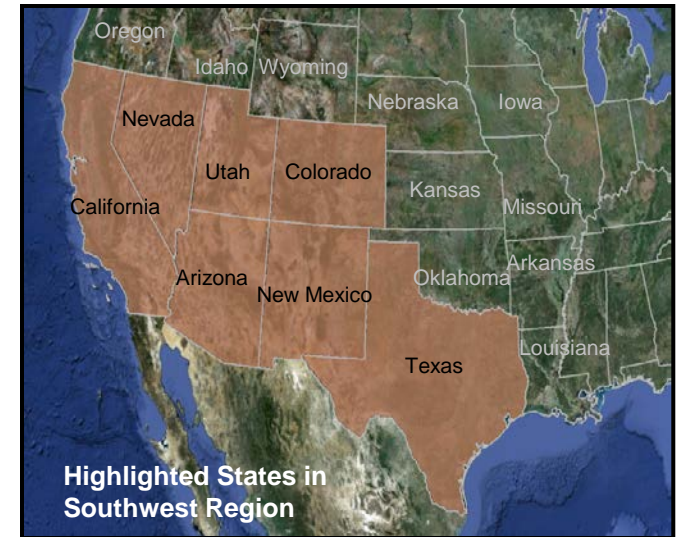 Oregon
Idaho Wyoming
Nebraska Iowa
Nevada
Utah Colorado
Kansas
California
Missouri
Arizona
New Mexico
Oklahoma
Arkansas
Texas
Louisiana
Highlighted States in
Southwest Region